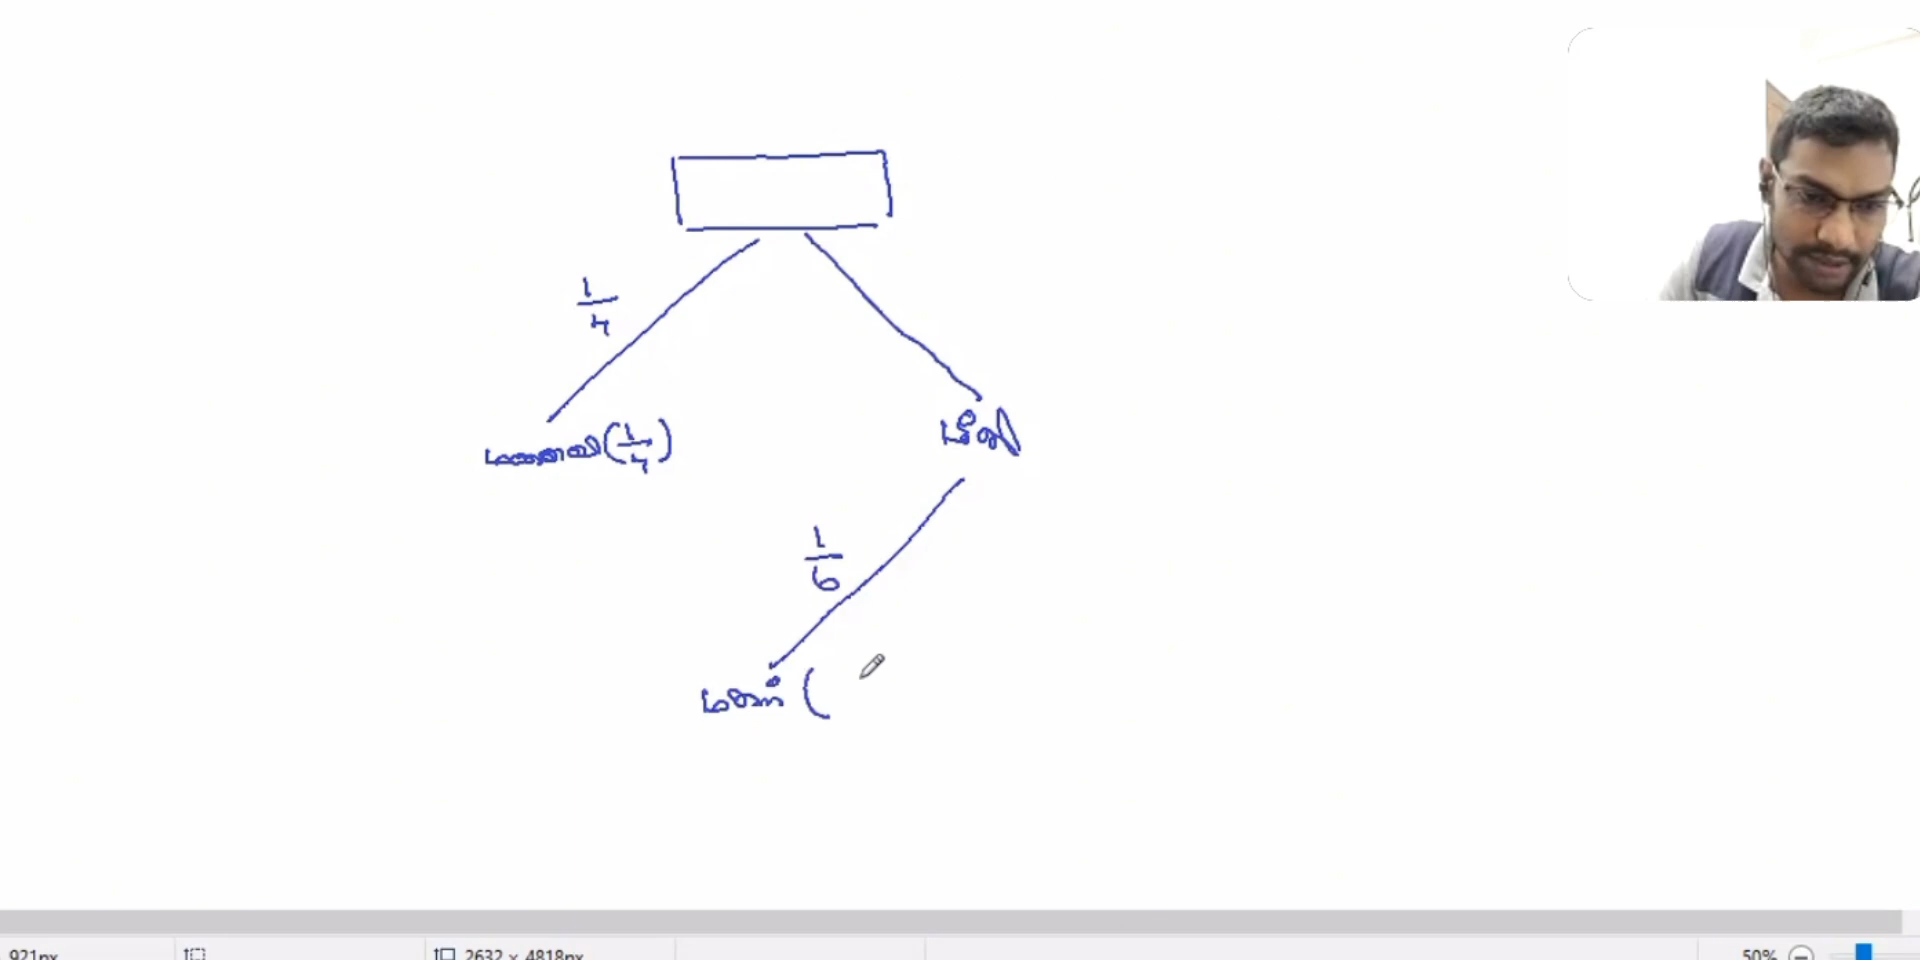 1/4
மனைவி (1/4)
மீதி
1/6
மகன் (
921px
2632 × 4818px
50%